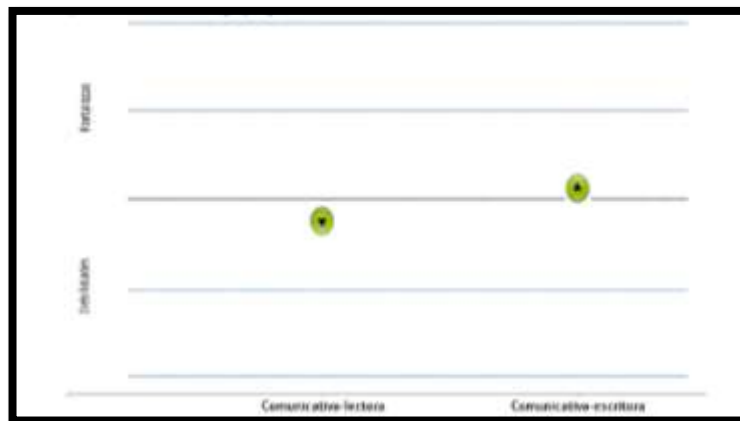 Fortalezas
Debilidades
Comunicativa-lectora
Comunicativa-escritora